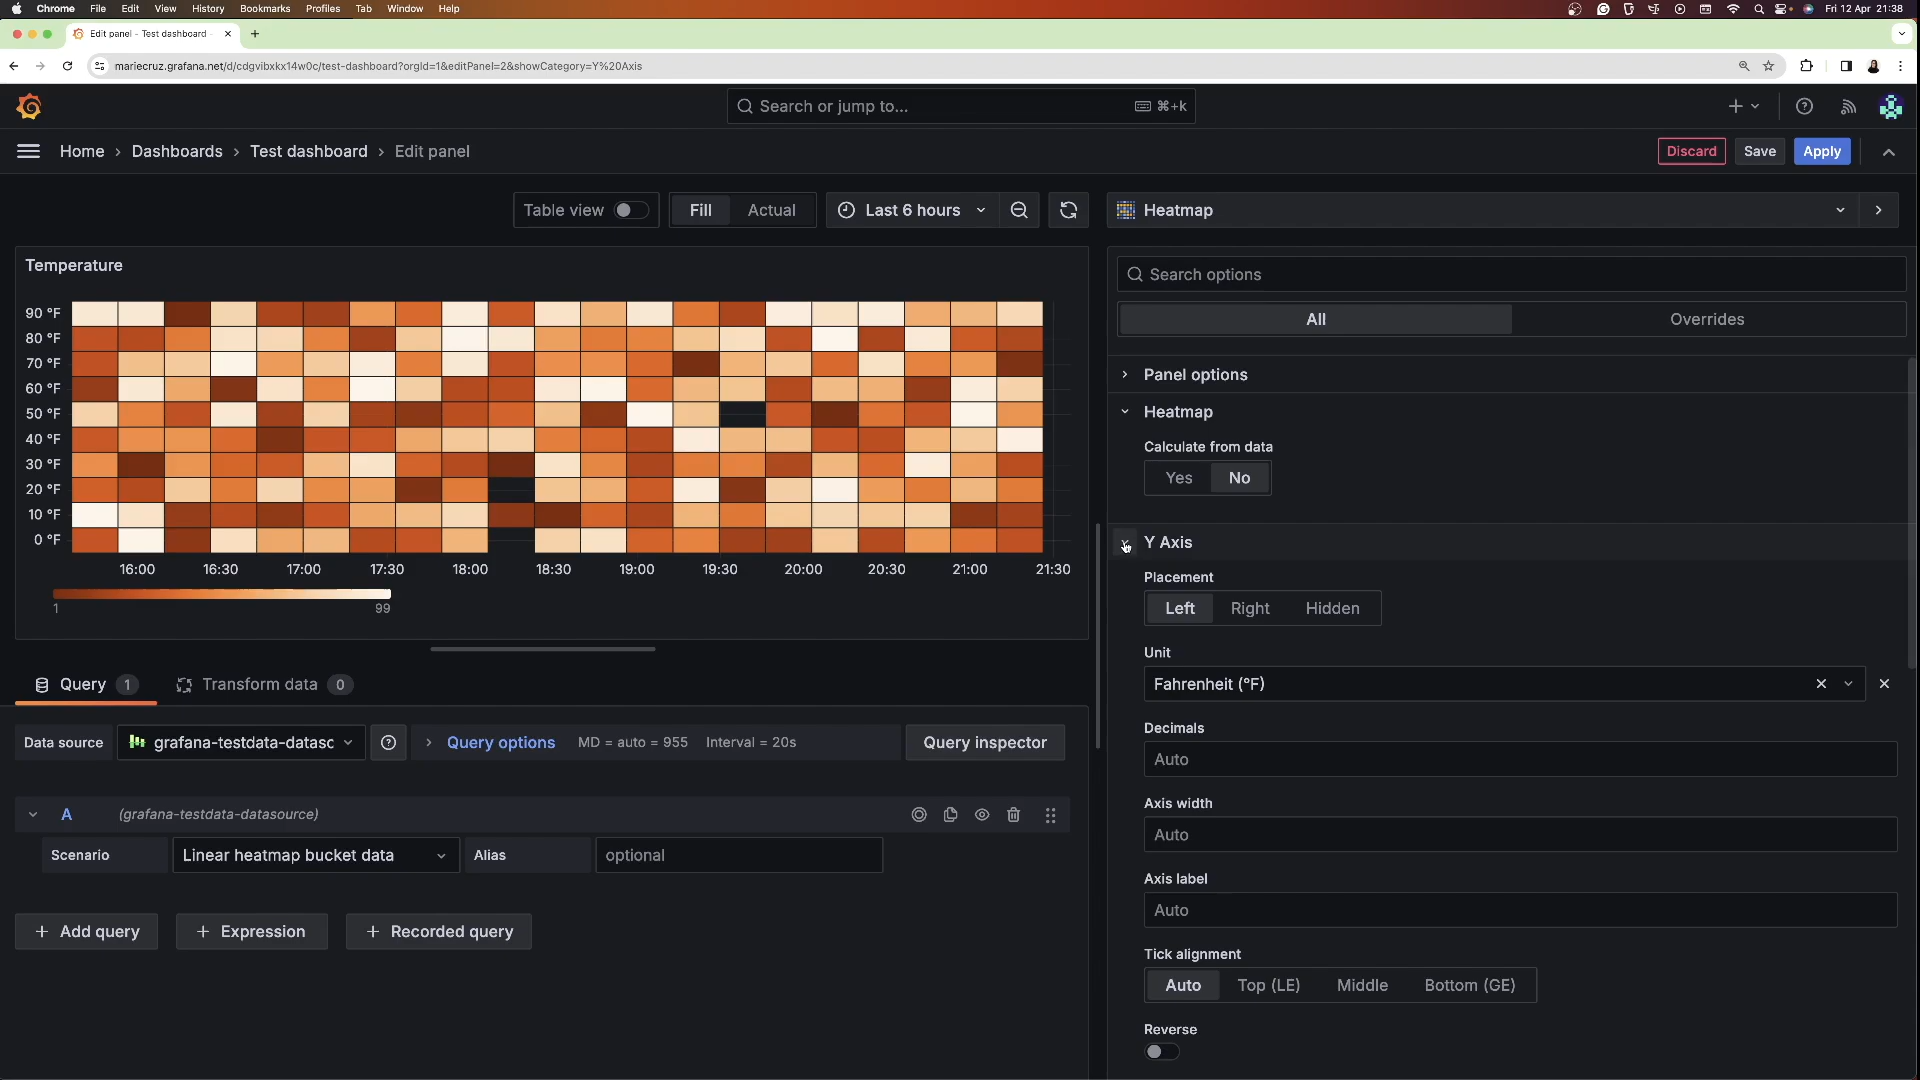 Chrome File Edit View History Bookmarks Profiles Tab Window Help Fri 12 Apr 21:38
Edit panel - Test dashboard
mariecruz.grafana.net/d/cdgvibxkx14w0c/test-dashboard?orgId=1&editPanel=2&showCategory=Y%20Axis
Search or jump to... ⌘+k
Home › Dashboards › Test dashboard › Edit panel Discard Save Apply
Table view Fill Actual Last 6 hours Heatmap
Temperature
Search options
All Overrides
90 °F
80 °F
70 °F
60 °F
50 °F
40 °F
30 °F
20 °F
10 °F
0 °F
16:00 16:30 17:00 17:30 18:00 18:30 19:00 19:30 20:00 20:30 21:00 21:30
1 99
Panel options
Heatmap
Calculate from data
Yes No
Y Axis
Placement
Left Right Hidden
Unit
Fahrenheit (°F)
Decimals
Auto
Axis width
Auto
Axis label
Auto
Tick alignment
Auto Top (LE) Middle Bottom (GE)
Reverse
Query 1 Transform data 0
Data source grafana-testdata-datasc Query options MD = auto = 955 Interval = 20s Query inspector
A (grafana-testdata-datasource)
Scenario Linear heatmap bucket data Alias optional
+ Add query + Expression + Recorded query